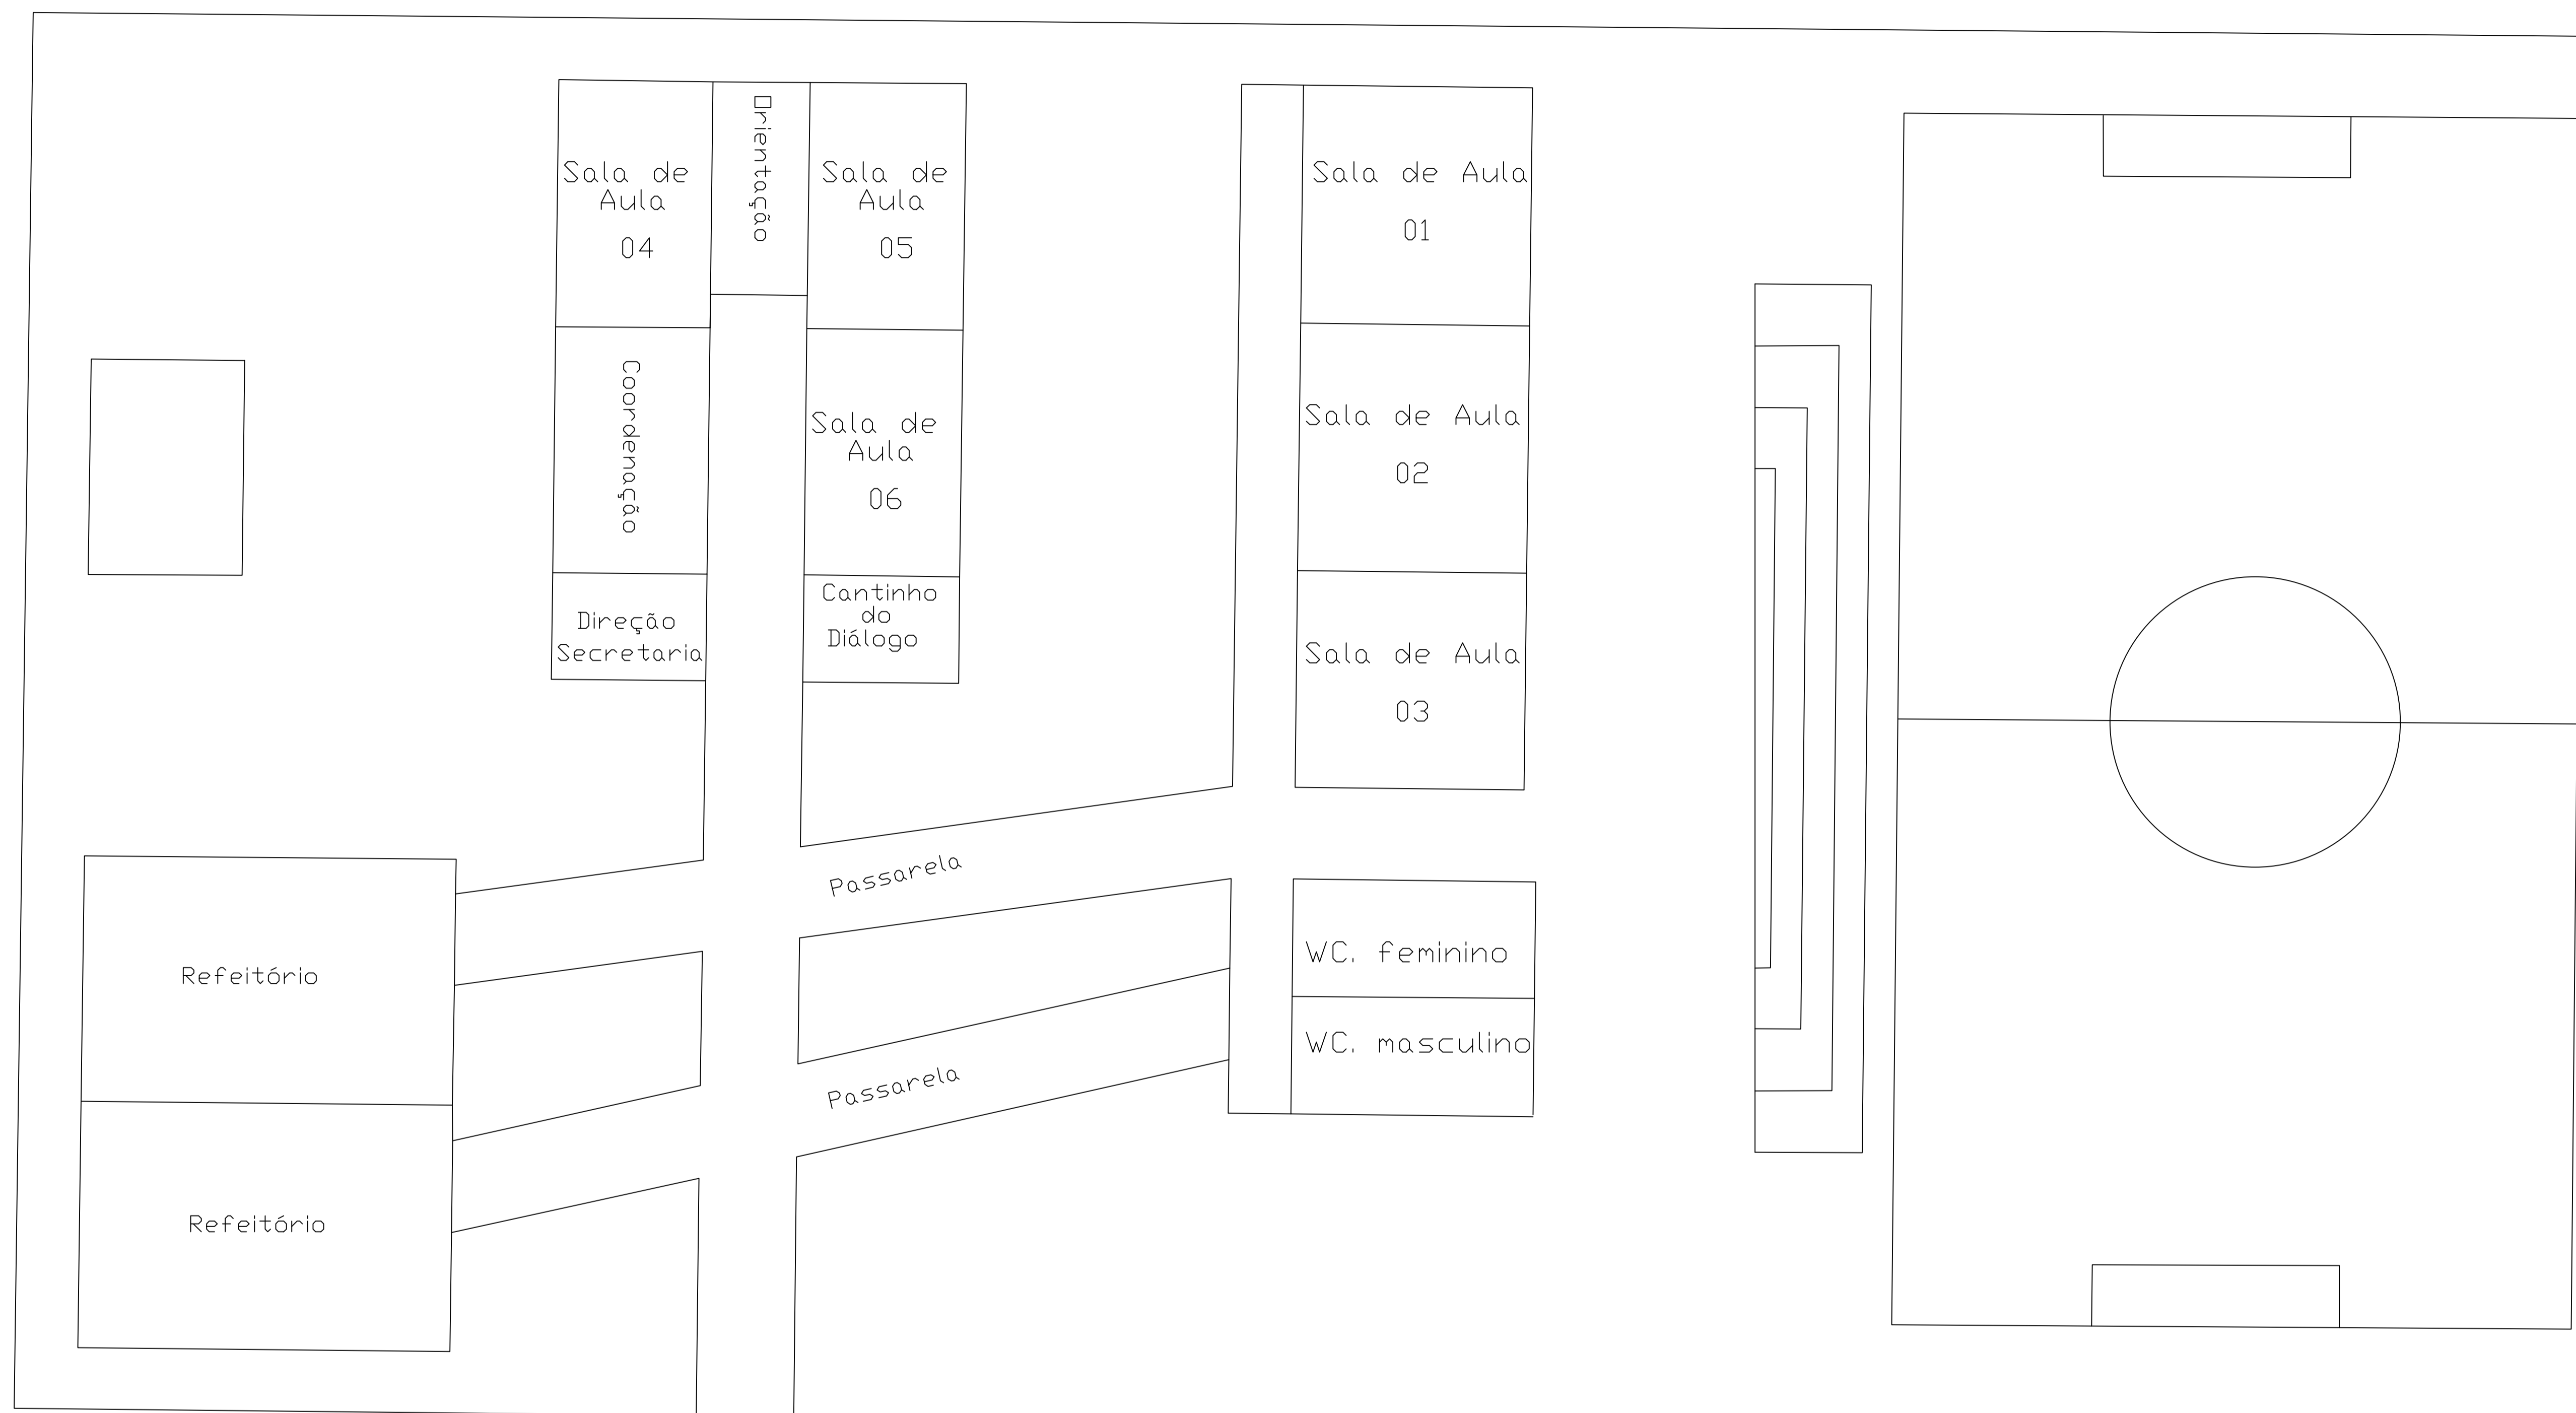 Sala de
Aula
04
Orientação
Sala de
Aula
05
Coordenação
Sala de
Aula
06
Direção
Secretaria
Cantinho
do
Diálogo
Sala de Aula
01
Sala de Aula
02
Sala de Aula
03
Passarela
Passarela
WC. feminino
WC. masculino
Refeitório
Refeitório